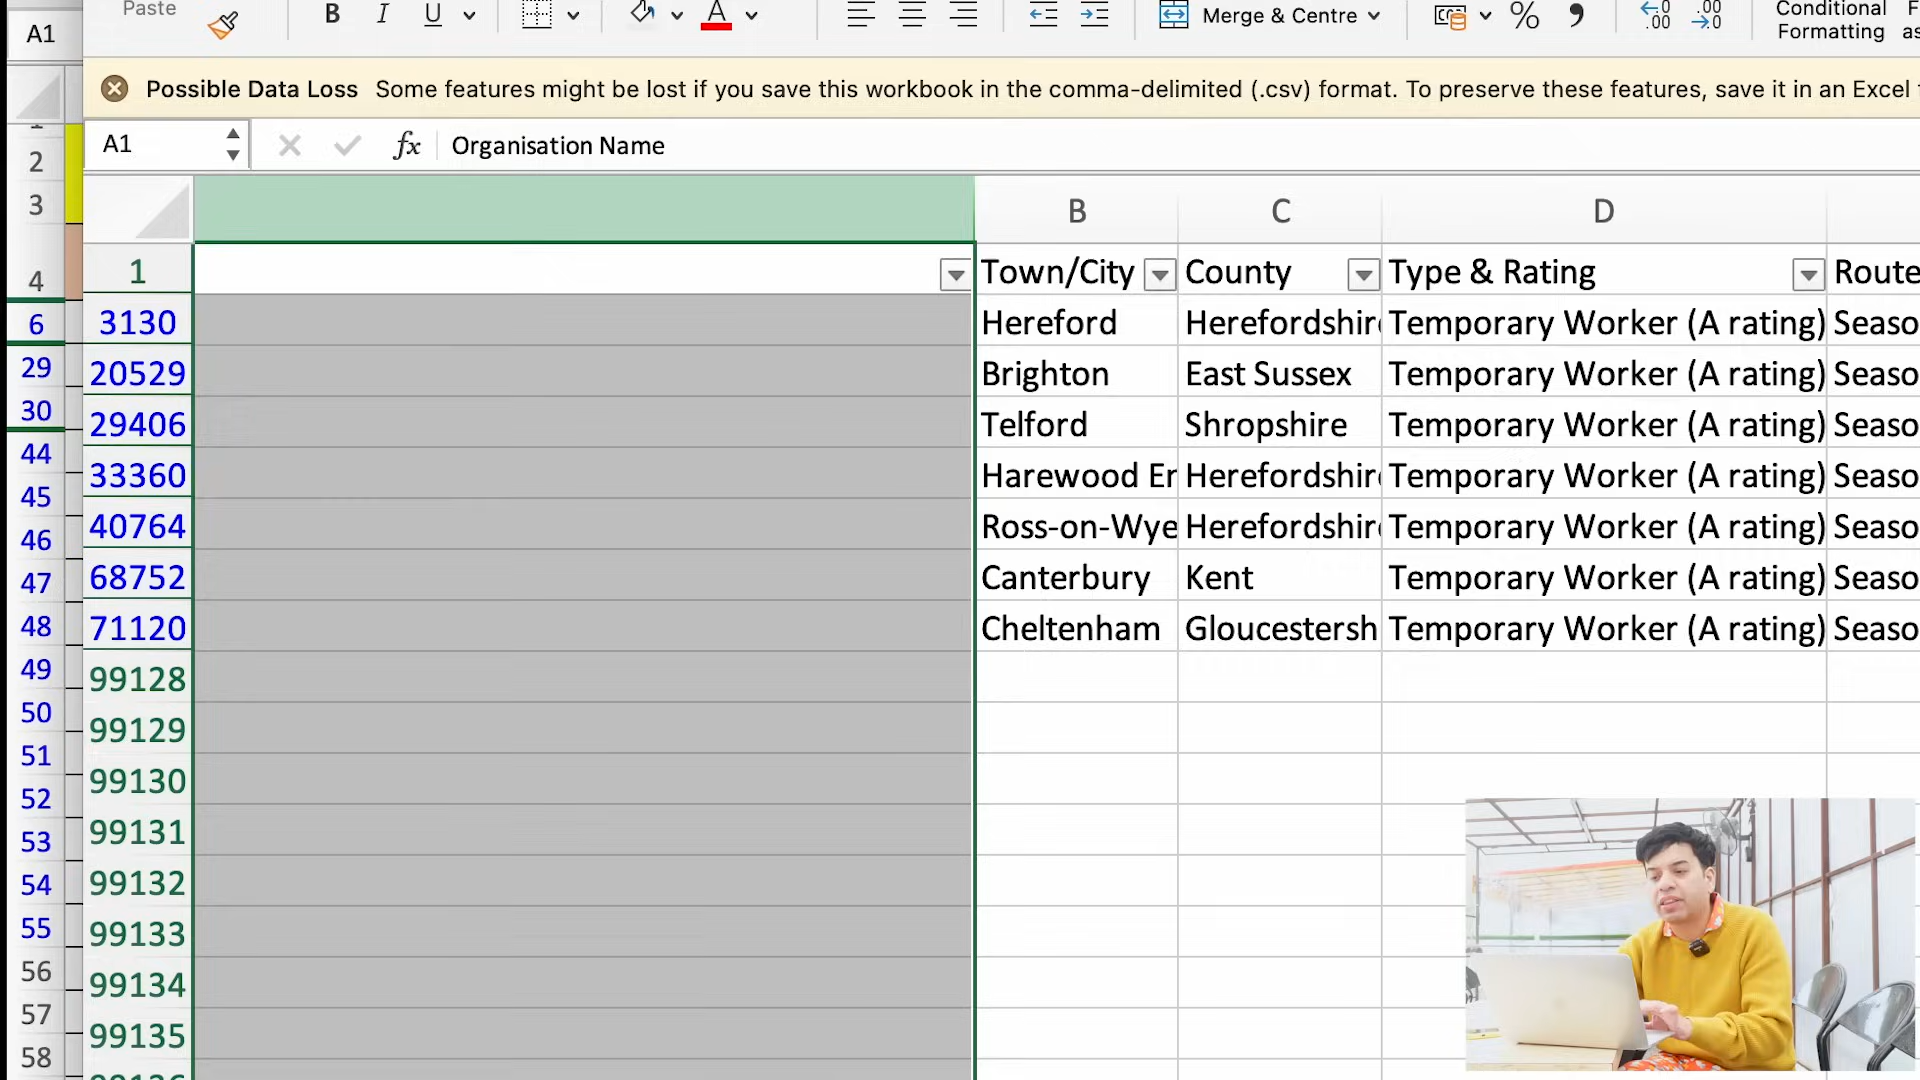 Paste
B I U
A
Merge & Centre
%
.00
.00
Conditional
Formatting
A1
Possible Data Loss Some features might be lost if you save this workbook in the comma-delimited (.csv) format. To preserve these features, save it in an Excel
A1
fx Organisation Name
B C D
1 Town/City County Type & Rating Route
3130 Hereford Herefordshir Temporary Worker (A rating) Seaso
20529 Brighton East Sussex Temporary Worker (A rating) Seaso
29406 Telford Shropshire Temporary Worker (A rating) Seaso
33360 Harewood En Herefordshir Temporary Worker (A rating) Seaso
40764 Ross-on-Wye Herefordshir Temporary Worker (A rating) Seaso
68752 Canterbury Kent Temporary Worker (A rating) Seaso
71120 Cheltenham Gloucestersh Temporary Worker (A rating) Seaso
99128
99129
99130
99131
99132
99133
99134
99135
2
3
4
6
29
30
44
45
46
47
48
49
50
51
52
53
54
55
56
57
58